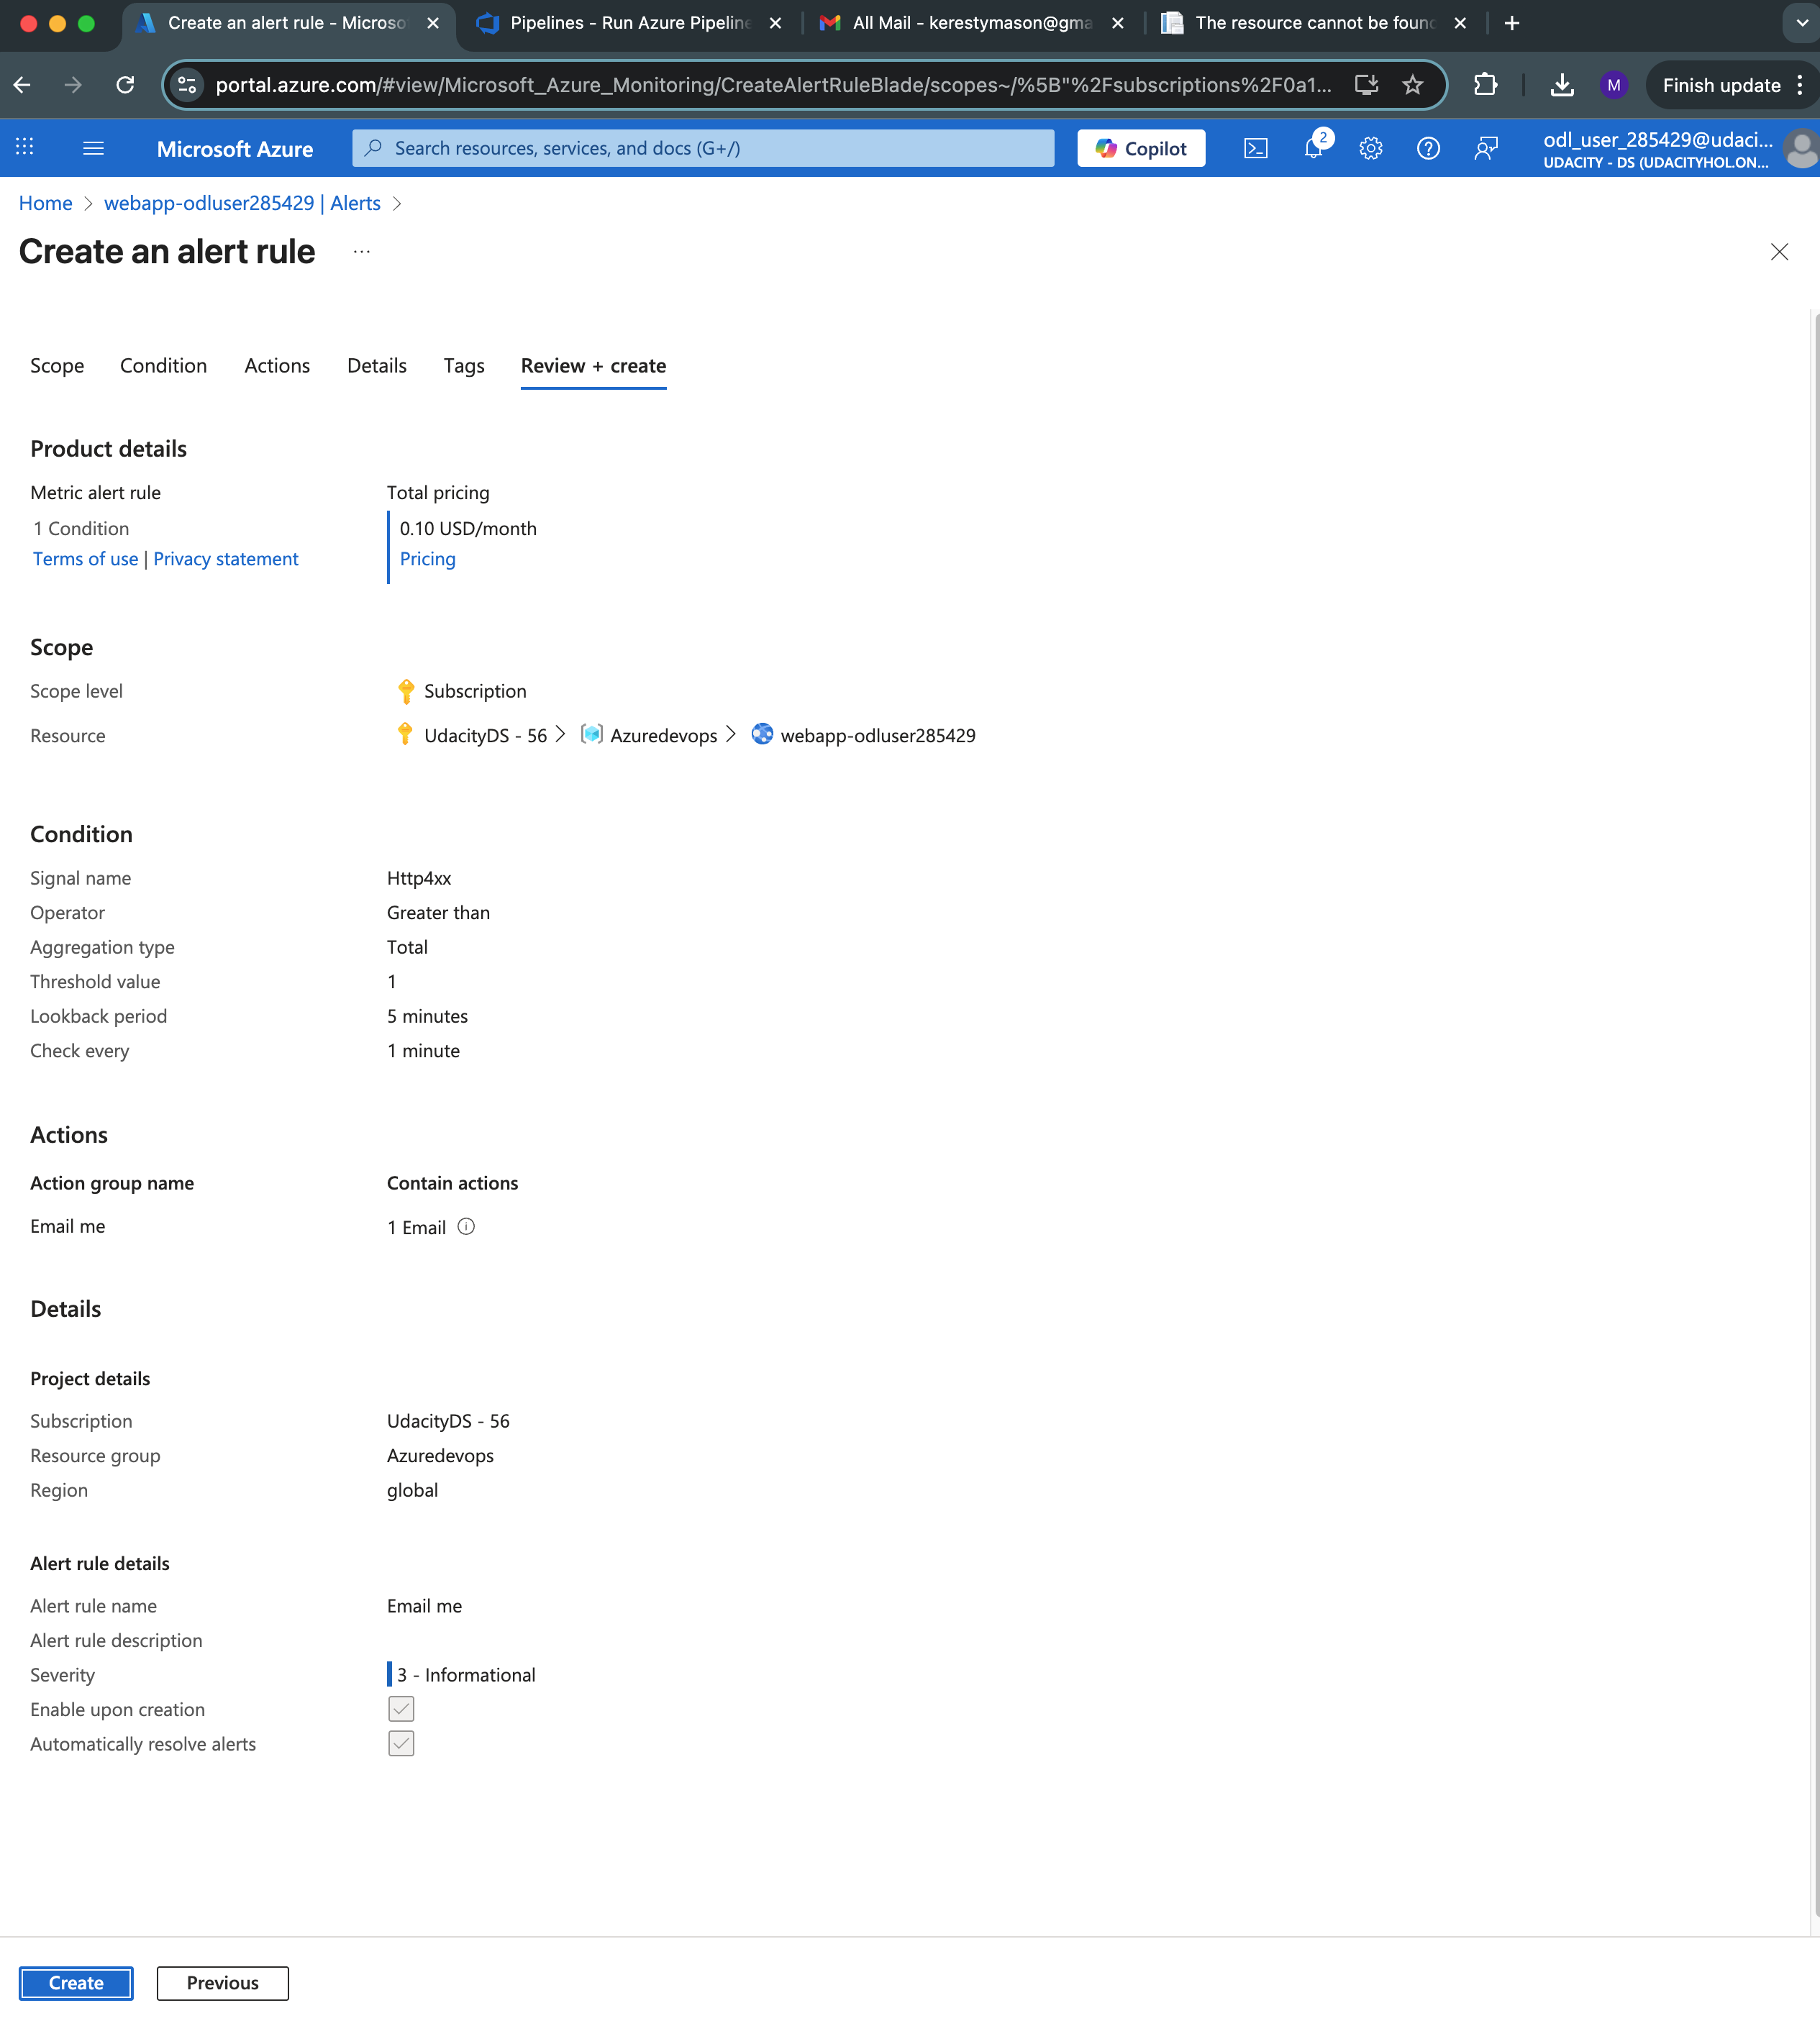 Create an alert rule - Microso
Pipelines - Run Azure Pipeline
All Mail - kerestymason@gma
The resource cannot be found
portal.azure.com/#view/Microsoft_Azure_Monitoring/CreateAlertRuleBlade/scopes~/%5B"%2Fsubscriptions%2F0a1...
M
Finish update
Microsoft Azure
Search resources, services, and docs (G+/)
Copilot
2
odl_user_285429@udaci...
UDACITY - DS (UDACITYHOL.ON...
Home > webapp-odluser285429 | Alerts >
Create an alert rule ...
Scope Condition Actions Details Tags Review + create
Product details
Metric alert rule Total pricing
1 Condition 0.10 USD/month
Terms of use | Privacy statement Pricing
Scope
Scope level Subscription
Resource UdacityDS - 56 > Azuredevops > webapp-odluser285429
Condition
Signal name Http4xx
Operator Greater than
Aggregation type Total
Threshold value 1
Lookback period 5 minutes
Check every 1 minute
Actions
Action group name Contain actions
Email me 1 Email
Details
Project details
Subscription UdacityDS - 56
Resource group Azuredevops
Region global
Alert rule details
Alert rule name Email me
Alert rule description
Severity 3 - Informational
Enable upon creation
Automatically resolve alerts
Create Previous